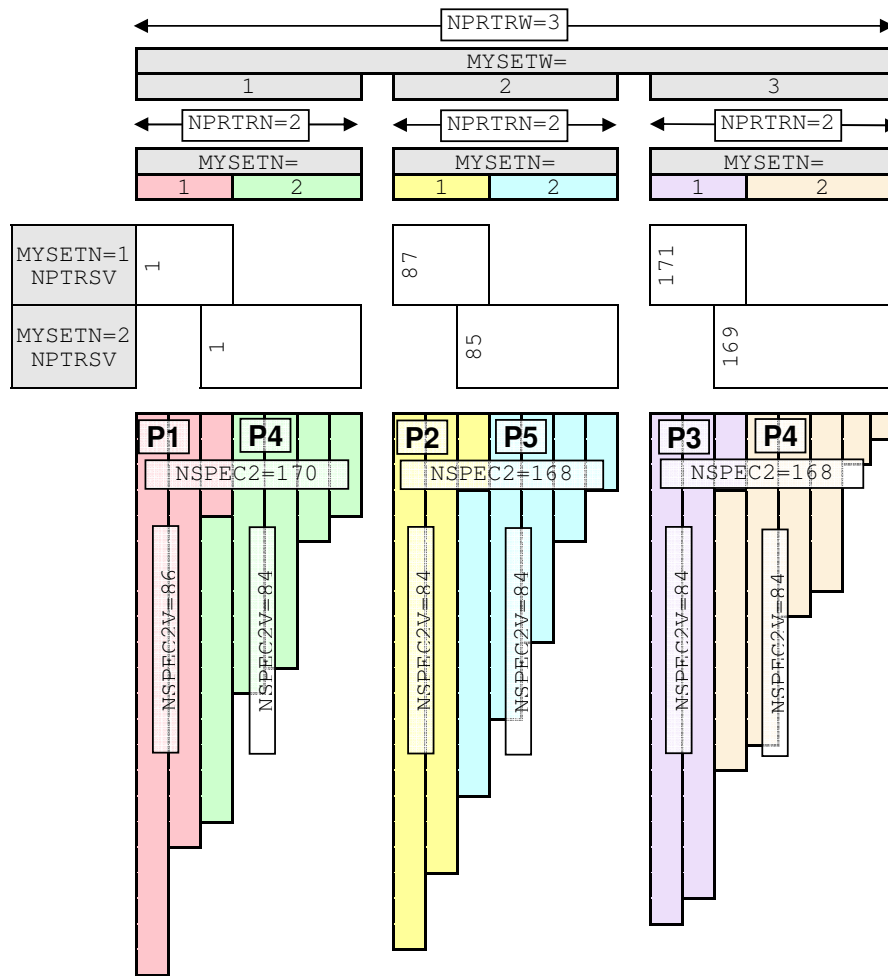 NPRTRW=3
MYSETW=
1 2 3
NPRTRN=2 NPRTRN=2 NPRTRN=2
MYSETN= MYSETN= MYSETN=
1 2 1 2 1 2
MYSETN=1
NPTRSV
1 87 171
MYSETN=2
NPTRSV
1 85 169
P1 P4 P2 P5 P3 P4
NSPEC2=170 NSPEC2=168 NSPEC2=168
NSPEC2V=86 NSPEC2V=84 NSPEC2V=84 NSPEC2V=84 NSPEC2V=84 NSPEC2V=84